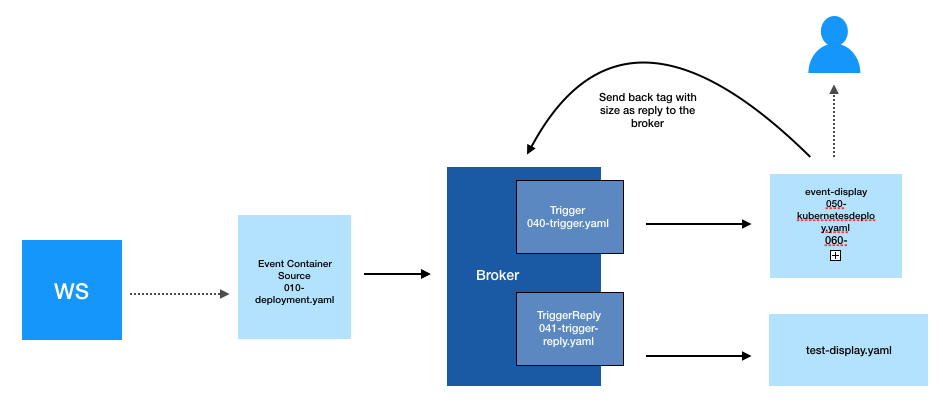 Send back tag with
size as reply to the
broker
event-display
050-
kubernetesdeplo
y.yaml
060-
Trigger
040-trigger.yaml
Event Container
Source
010-
deployment.yaml
Broker
WS
TriggerReply
041-trigger-
reply.yaml
test-display.yaml